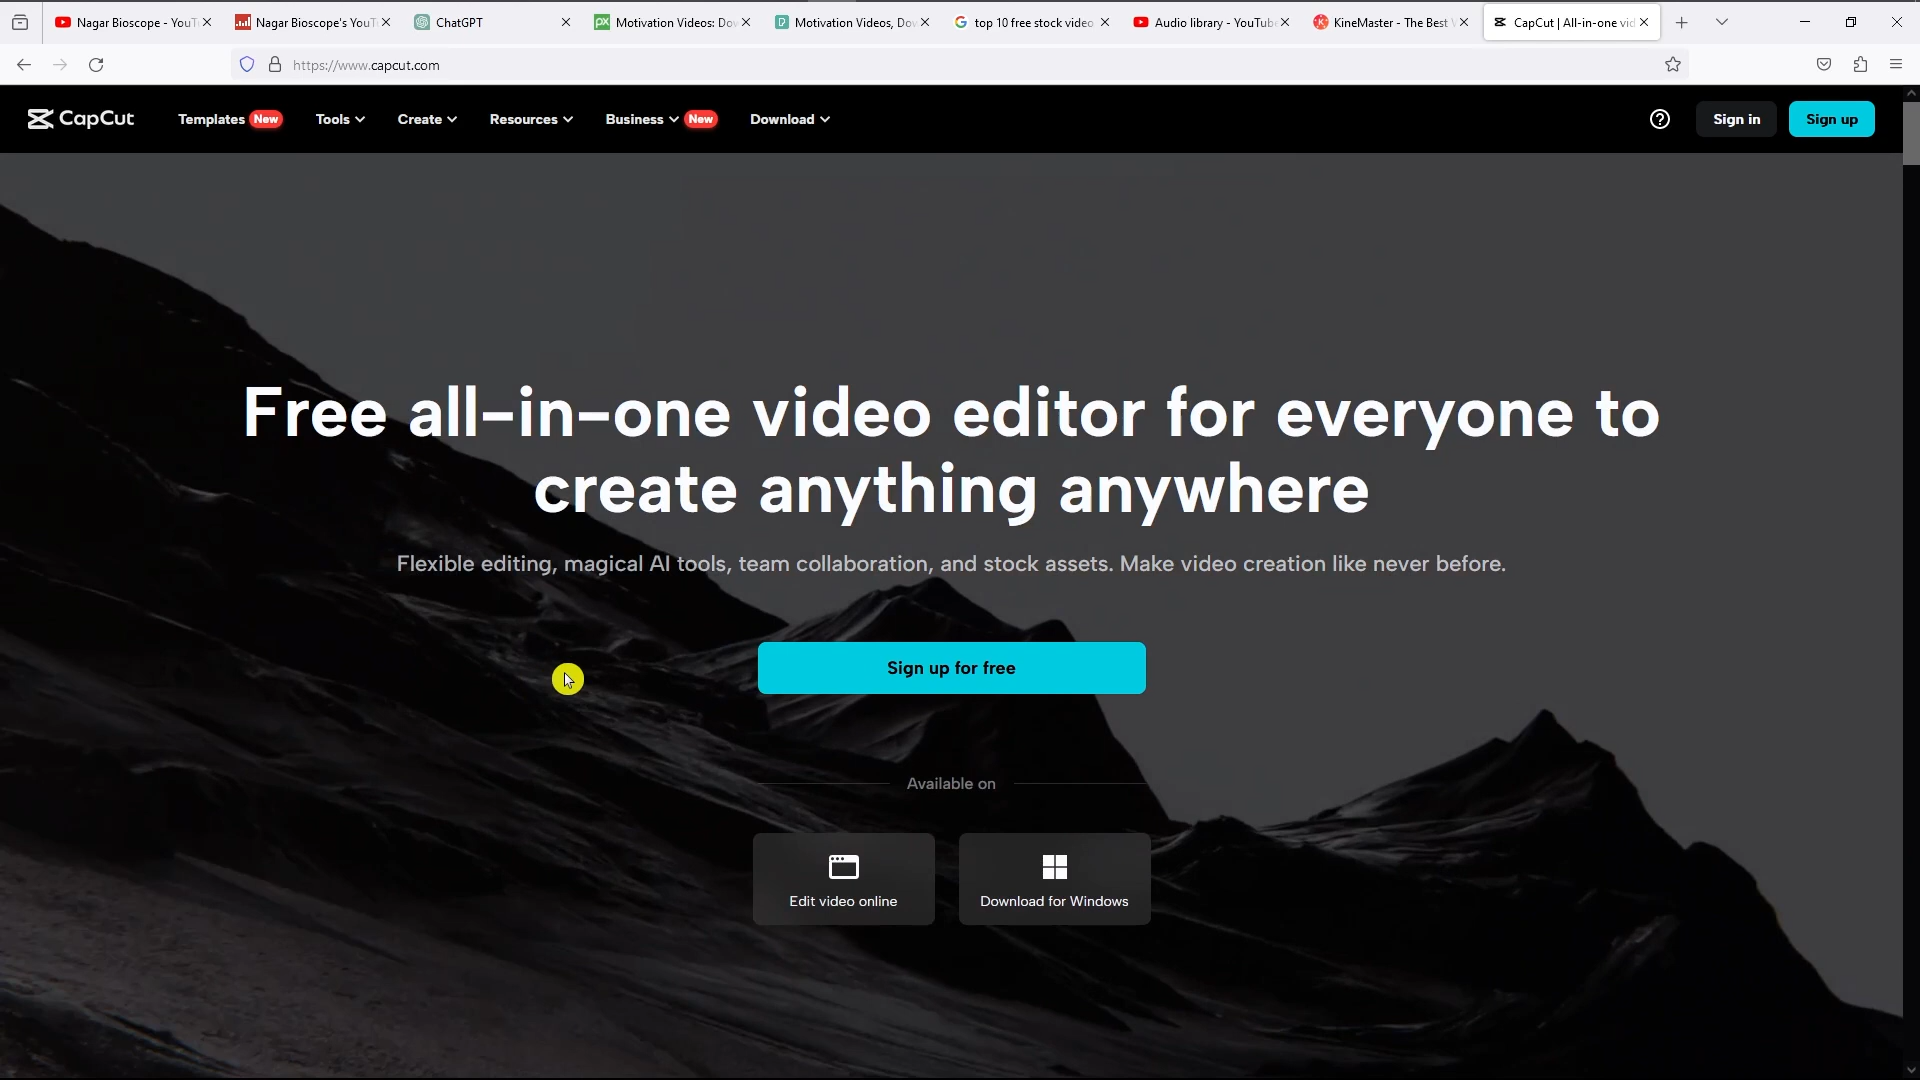 Nagar Bioscope - YouT
Nagar Bioscope's YouT
ChatGPT
Motivation Videos: Dov
Motivation Videos, Dov
top 10 free stock video
Audio library - YouTube
KineMaster - The Best V
CapCut | All-in-one vid
https://www.capcut.com
CapCut
Templates New
Tools
Create
Resources
Business New
Download
Sign in
Sign up
Free all-in-one video editor for everyone to
create anything anywhere
Flexible editing, magical AI tools, team collaboration, and stock assets. Make video creation like never before.
Sign up for free
Available on
Edit video online
Download for Windows